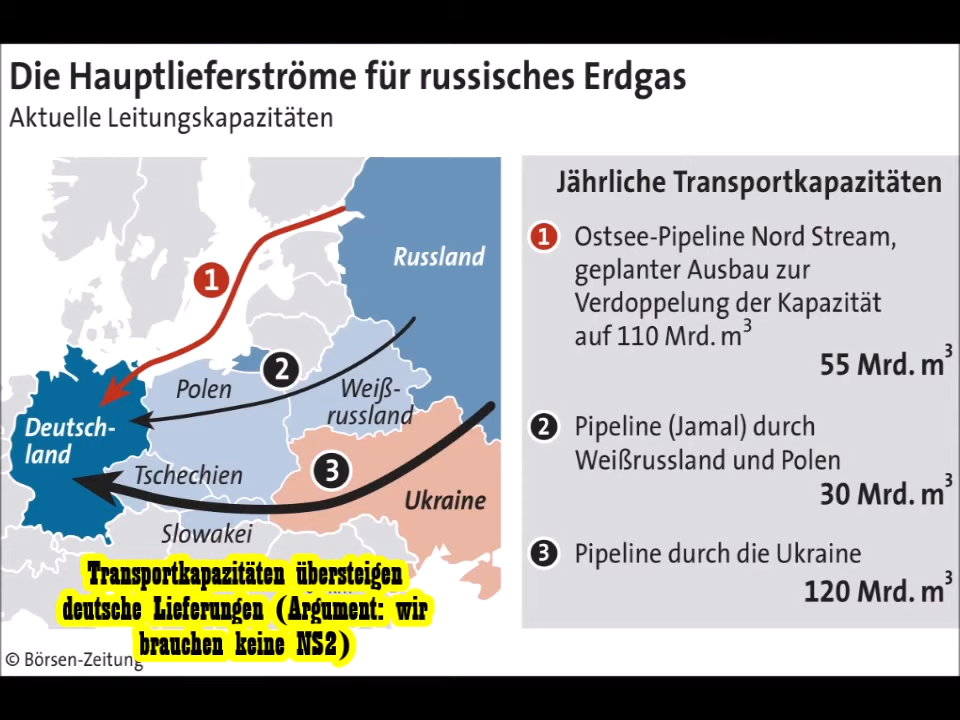 Die Hauptlieferströme für russisches Erdgas
Aktuelle Leitungskapazitäten
Jährliche Transportkapazitäten
1 Ostsee-Pipeline Nord Stream,
geplanter Ausbau zur
Verdoppelung der Kapazität
auf 110 Mrd. m³
55 Mrd. m³
2 Pipeline (Jamal) durch
Weißrussland und Polen
30 Mrd. m³
3 Pipeline durch die Ukraine
120 Mrd. m³
Russland
1
2
Polen
Weiß-
russland
Deutsch-
land
3
Tschechien
Ukraine
Slowakei
Transportkapazitäten übersteigen
deutsche Lieferungen (Argument: wir
brauchen keine NS2)
© Börsen-Zeitung